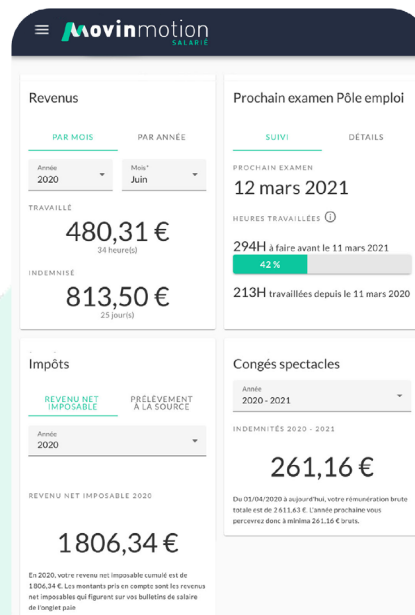 Movinmotion
SALARIÉ
Revenus
PAR MOIS PAR ANNÉE
Année Mois*
2020 Juin
TRAVAILLÉ
480,31 €
34 heure(s)
INDEMNISÉ
813,50 €
25 jour(s)
Prochain examen Pôle emploi
SUIVI DÉTAILS
PROCHAIN EXAMEN
12 mars 2021
HEURES TRAVAILLÉES
294H à faire avant le 11 mars 2021
42 %
213H travaillées depuis le 11 mars 2020
Impôts
REVENU NET PRÉLÈVEMENT
IMPOSABLE À LA SOURCE
Année
2020
REVENU NET IMPOSABLE 2020
1 806,34 €
En 2020, votre revenu net imposable cumulé est de
1 806,34 €. Les montants pris en compte sont les revenus
net imposables qui figurent sur vos bulletins de salaire
de l'onglet paie
Congés spectacles
Année
2020 - 2021
INDEMNITÉS 2020 - 2021
261,16 €
Du 01/04/2020 à aujourd'hui, votre rémunération brute
totale est de 2 611,63 €. L'année prochaine vous
percevrez donc à minima 261,16 € bruts.